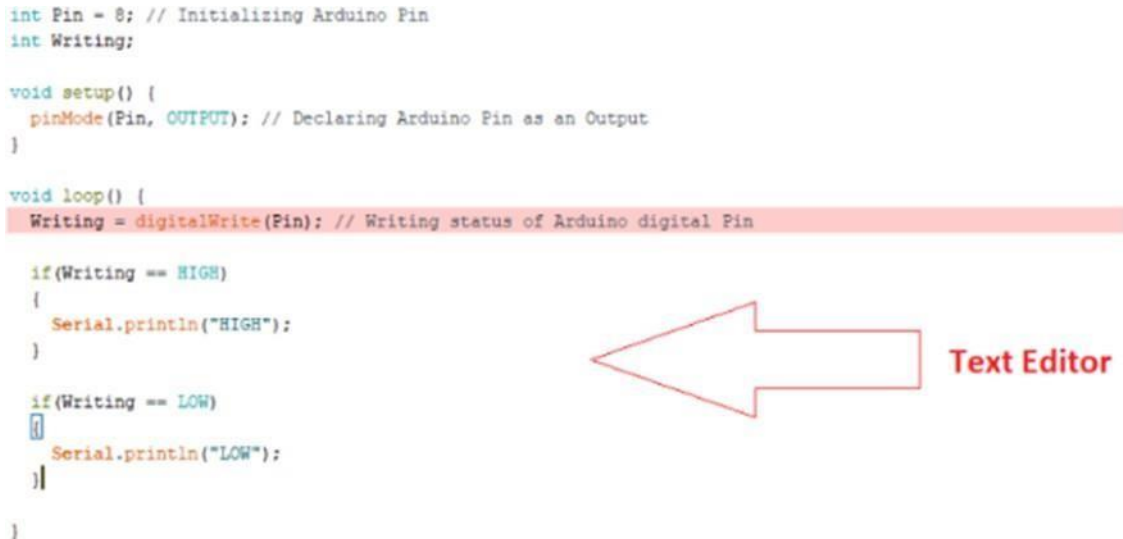 int Pin = 8; // Initializing Arduino Pin
int Writing;
void setup() {
pinMode(Pin, OUTPUT); // Declaring Arduino Pin as an Output
}
void loop() {
Writing = digitalWrite(Pin); // Writing status of Arduino digital Pin
if(Writing == HIGH)
{
Serial.println("HIGH");
}
Text Editor
if(Writing == LOW)
{
Serial.println("LOW");
}
}